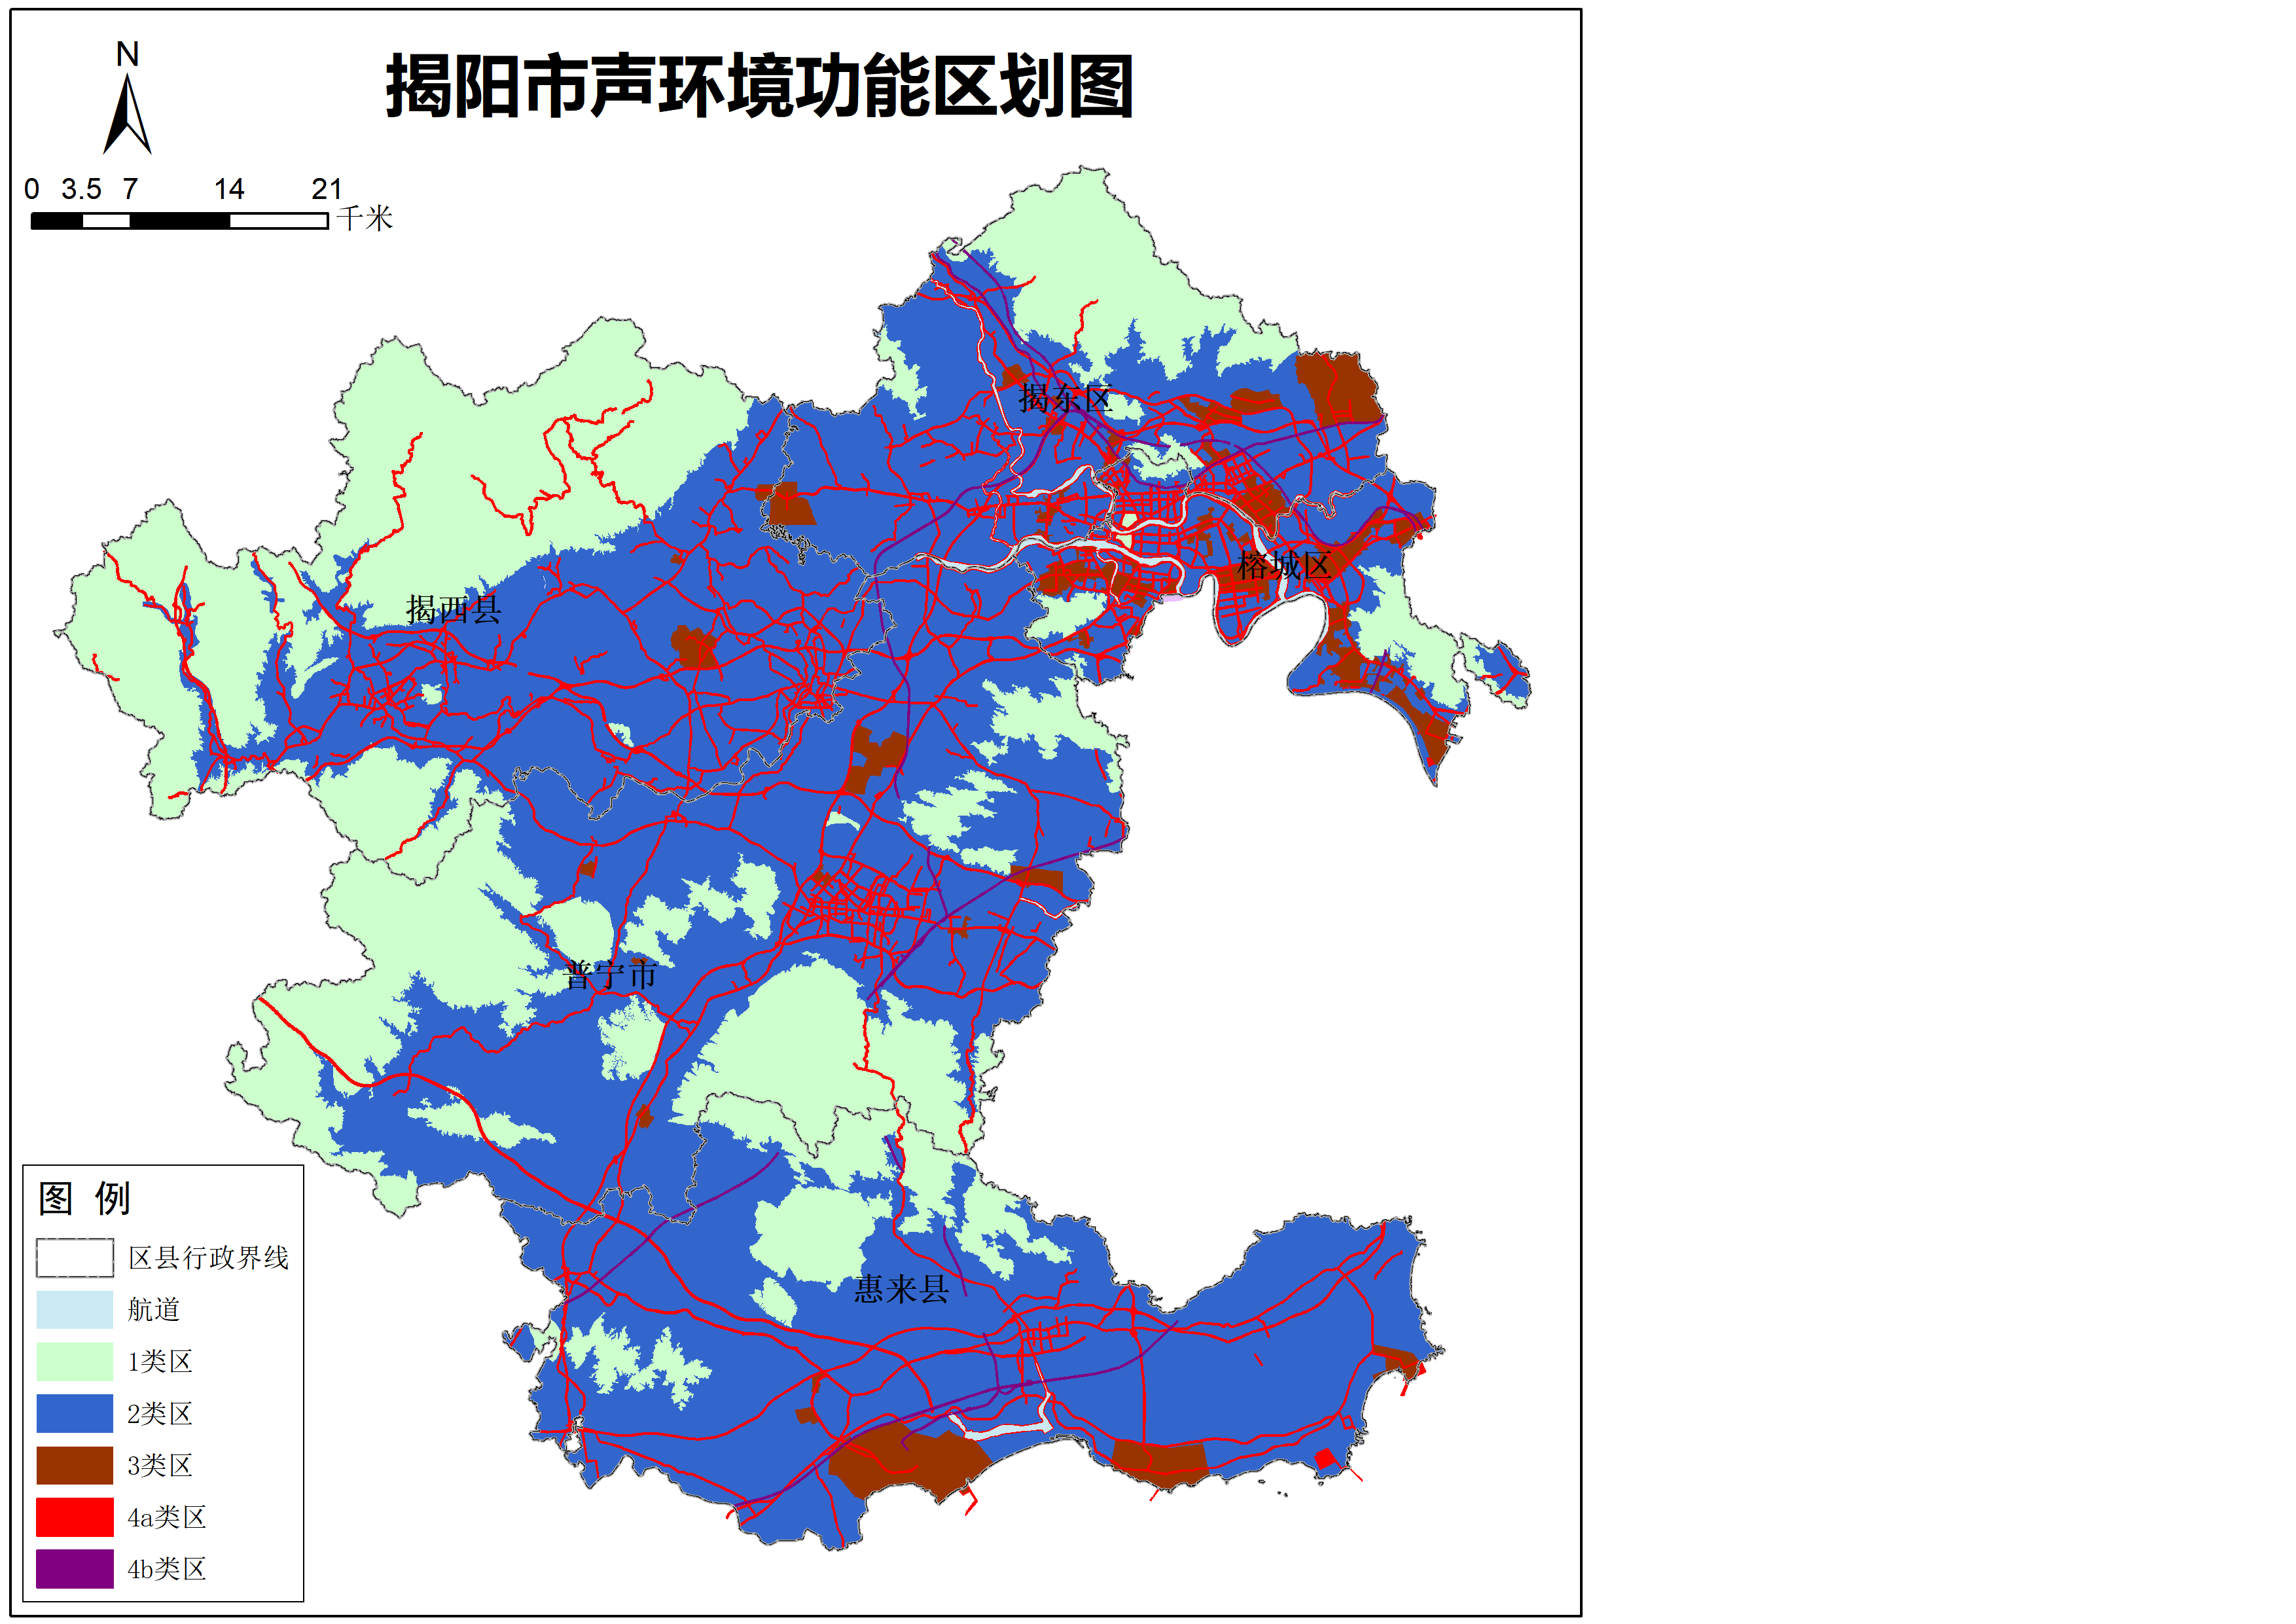 揭阳市声环境功能区划图
N
0 3.5 7 14 21
千米
揭东区
榕城区
揭西县
普宁市
惠来县
图 例
区县行政界线
航道
1类区
2类区
3类区
4a类区
4b类区